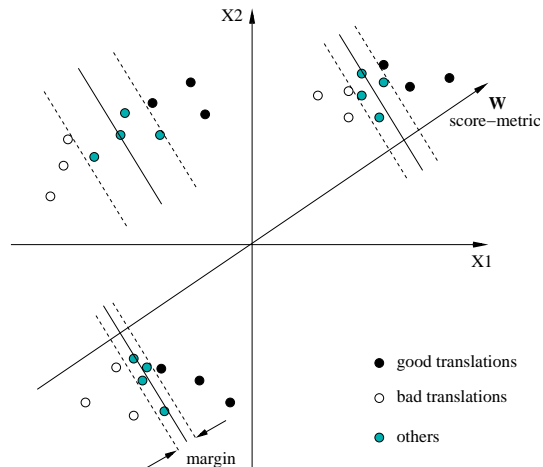 X2
W
score-metric
X1
good translations
bad translations
others
margin